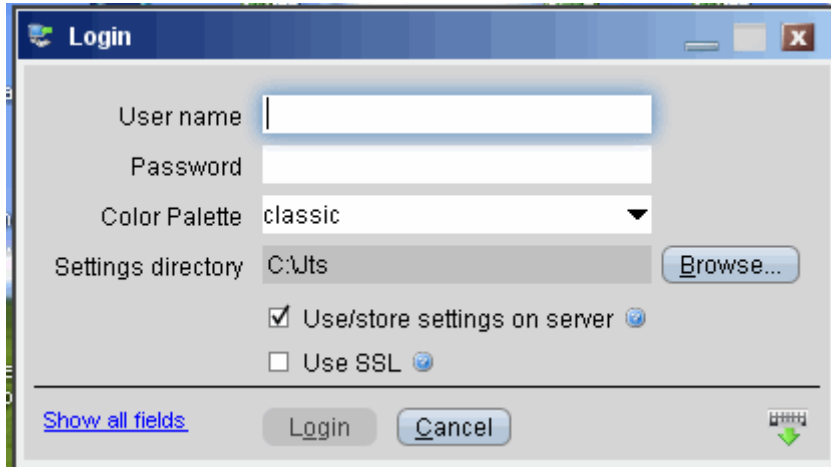 Login
User name
Password
Color Palette classic
Settings directory C:\Jts Browse...
Use/store settings on server
Use SSL
Show all fields Login Cancel